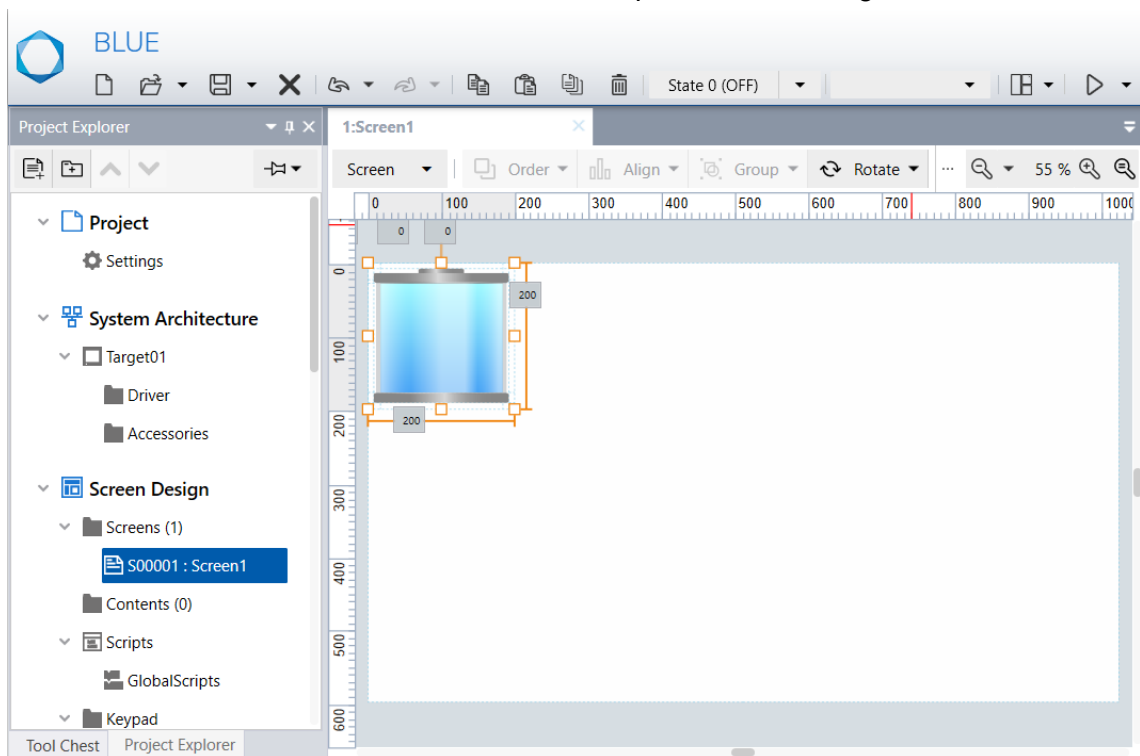 BLUE
State 0 (OFF)
Project Explorer
1:Screen1
Screen Order Align Group Rotate ... 55 %
0 100 200 300 400 500 600 700 800 900 1000
Project
Settings
System Architecture
Target01
Driver
Accessories
Screen Design
Screens (1)
S00001 : Screen1
Contents (0)
Scripts
GlobalScripts
Keypad
Tool Chest Project Explorer
0 0
200
200
0
100
200
300
400
500
600